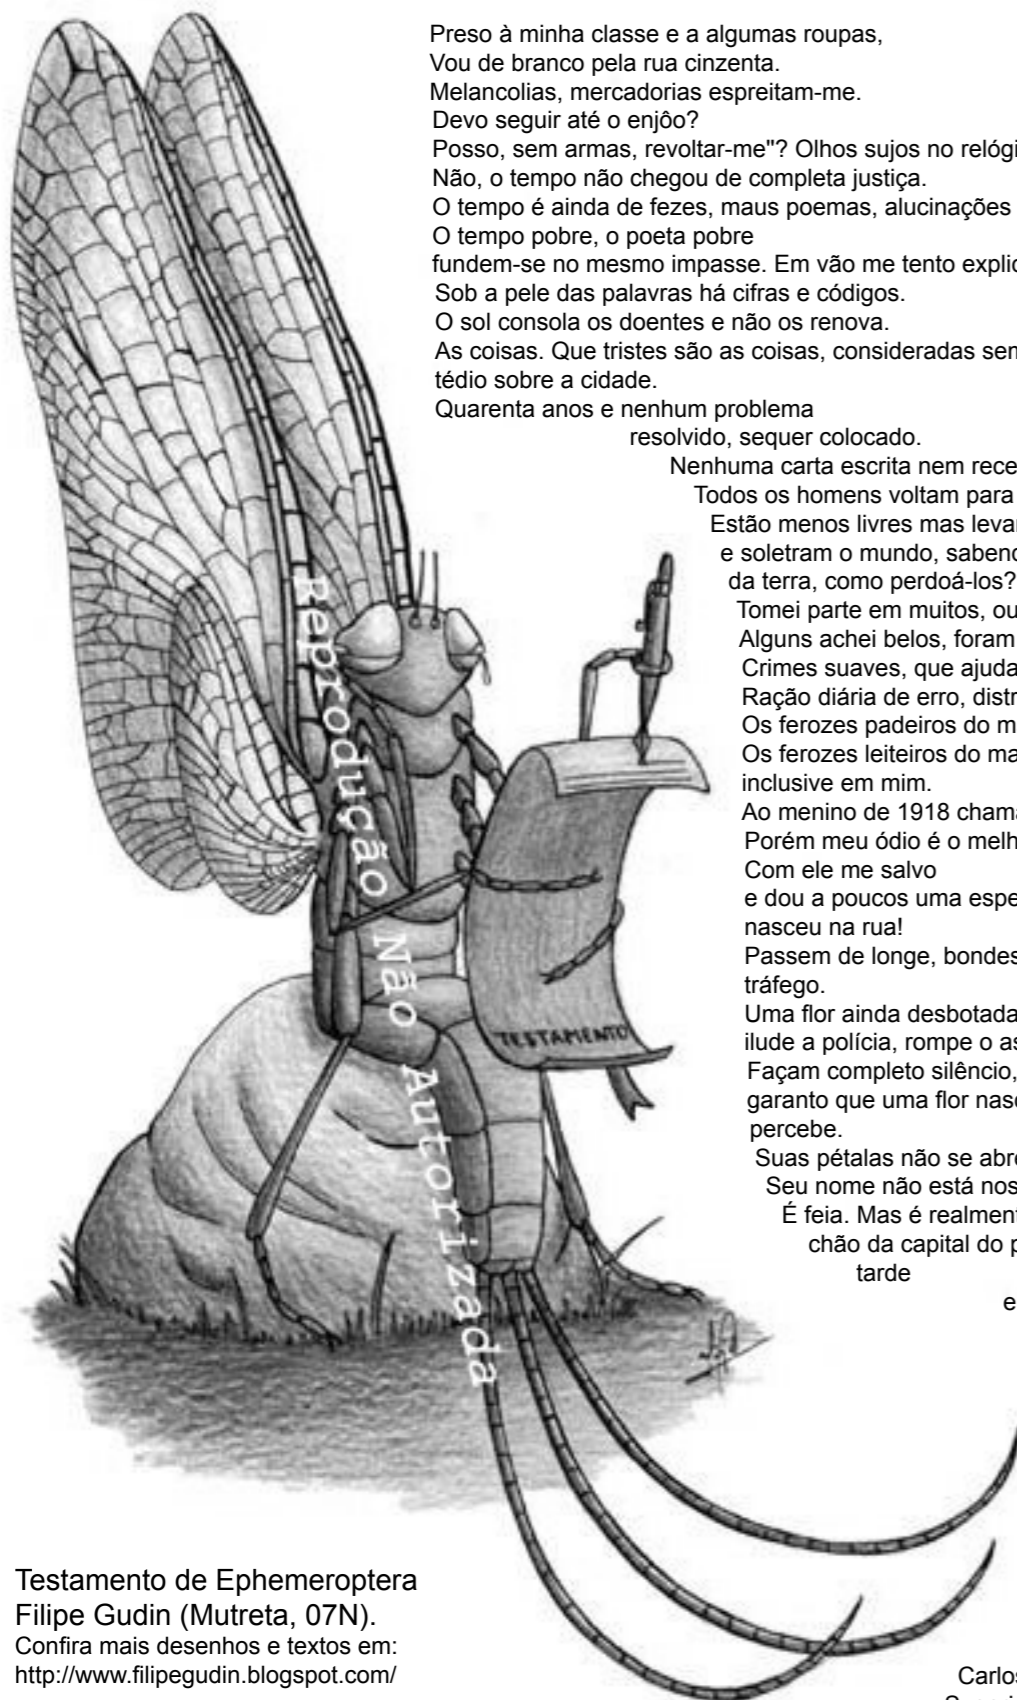 Preso à minha classe e a algumas roupas,
Vou de branco pela rua cinzenta.
Melancolias, mercadorias espreitam-me.
Devo seguir até o enjôo?
Posso, sem armas, revoltar-me"? Olhos sujos no
Não, o tempo não chegou de completa justiça.
O tempo é ainda de fezes, maus poemas, alucinações
O tempo pobre, o poeta pobre
fundem-se no mesmo impasse. Em vão me tento
Sob a pele das palavras há cifras e códigos.
O sol consola os doentes e não os renova.
As coisas. Que tristes são as coisas, consideradas
tédio sobre a cidade.
Quarenta anos e nenhum problema
resolvido, sequer colocado.
Nenhuma carta escrita nem
Todos os homens voltam para
Estão menos livres mas
e soletram o mundo,
da terra, como perdoá-los?
Tomei parte em muitos,
Alguns achei belos, foram
Crimes suaves, que
Ração diária de erro,
Os ferozes padeiros do
Os ferozes leiteiros do
inclusive em mim.
Ao menino de 1918
Porém meu ódio é o
Com ele me salvo
e dou a poucos uma
nasceu na rua!
Passem de longe,
tráfego.
Uma flor ainda desbotada
ilude a polícia, rompe o
Façam completo silêncio,
garanto que uma flor
percebe.
Suas pétalas não se
Seu nome não está
É feia. Mas é
chão da capital do
tarde
TESTAMENTO
Reprodução Não Autorizada
Testamento de Ephemeroptera
Filipe Gudin (Mutreta, 07N).
Confira mais desenhos e textos em:
http://www.filipegudin.blogspot.com/